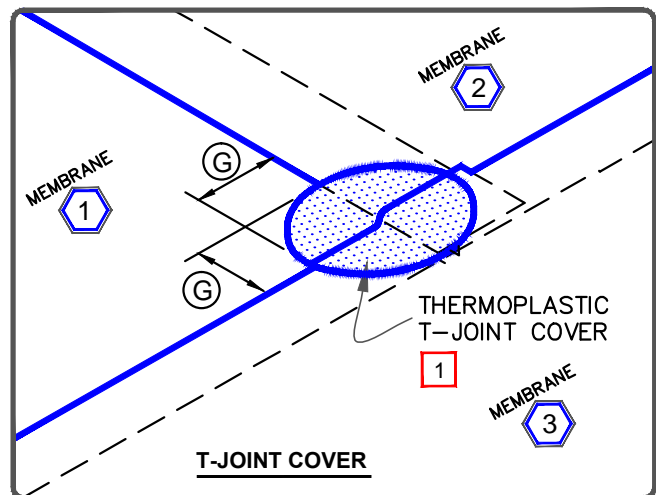 MEMBRANE
2
G
MEMBRANE
1
G
THERMOPLASTIC
T-JOINT COVER
1
MEMBRANE
3
T-JOINT COVER